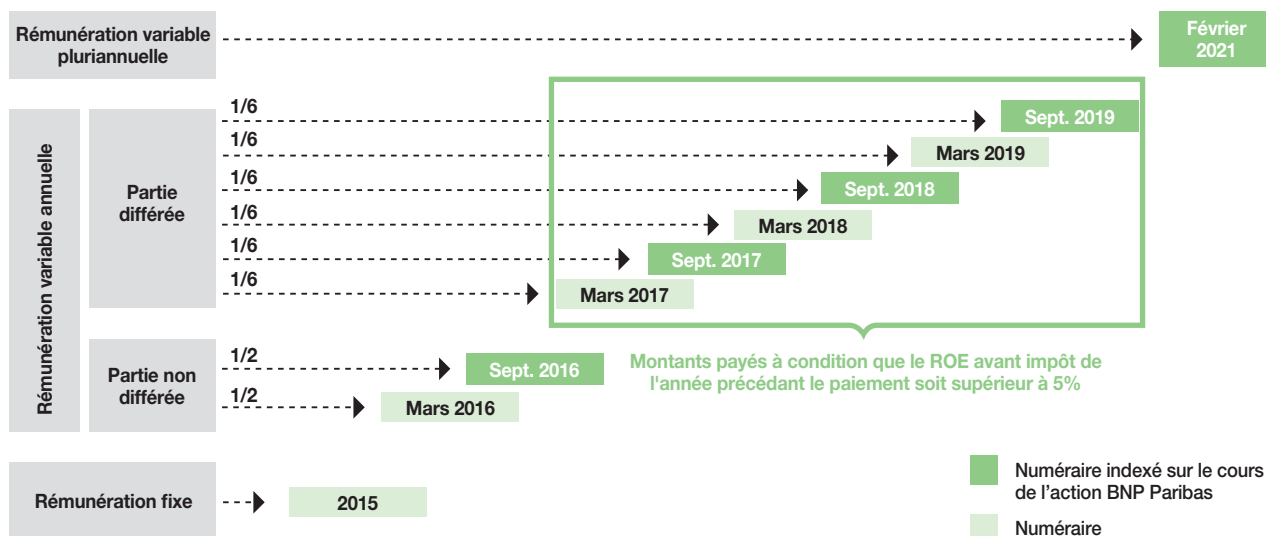 Rémunération variable
pluriannuelle
Février
2021
Rémunération variable annuelle
Partie
différée
1/6
Sept. 2019
1/6
Mars 2019
1/6
Sept. 2018
1/6
Mars 2018
1/6
Sept. 2017
1/6
Mars 2017
Montants payés à condition que le ROE avant impôt de
l'année précédant le paiement soit supérieur à 5%
Partie non
différée
1/2
Sept. 2016
1/2
Mars 2016
Rémunération fixe
2015
Numéraire indexé sur le cours
de l’action BNP Paribas
Numéraire